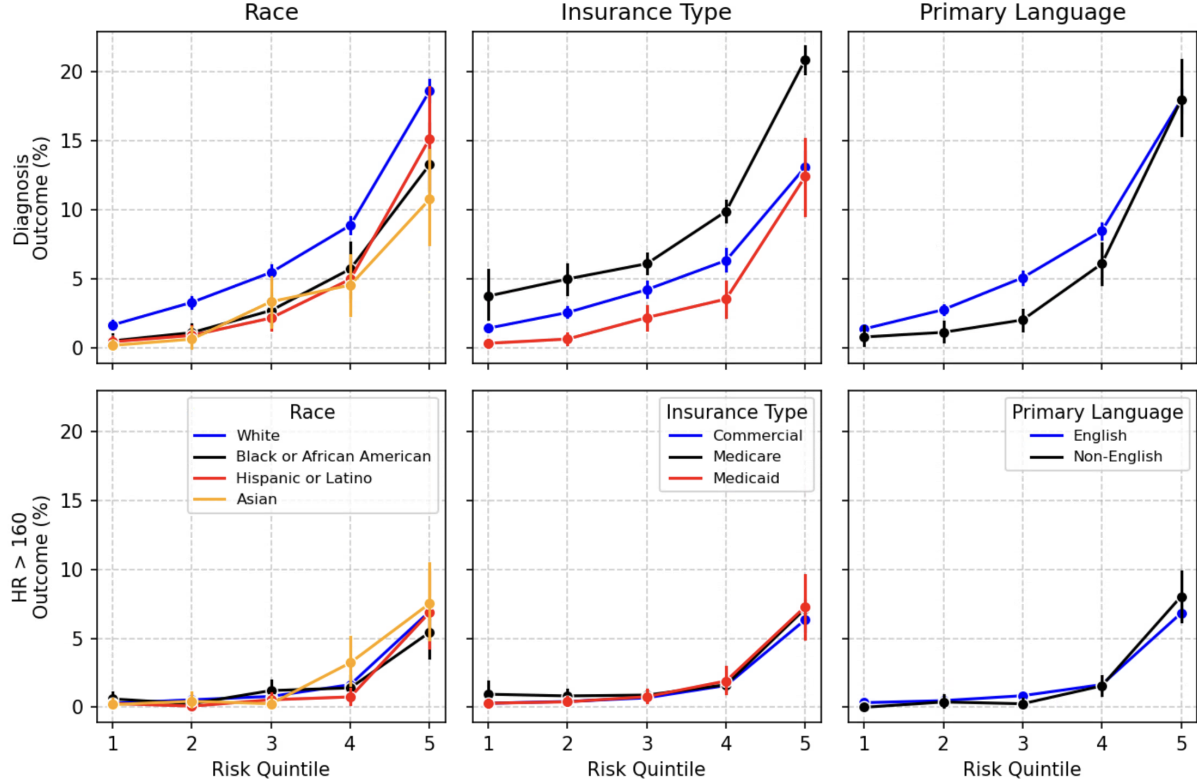 Race
Insurance Type
Primary Language
Diagnosis
Outcome (%)
20
15
10
5
0
HR > 160
Outcome (%)
20
15
10
5
0
Race
White
Black or African American
Hispanic or Latino
Asian
Insurance Type
Commercial
Medicare
Medicaid
Primary Language
English
Non-English
1 2 3 4 5
1 2 3 4 5
1 2 3 4 5
Risk Quintile
Risk Quintile
Risk Quintile